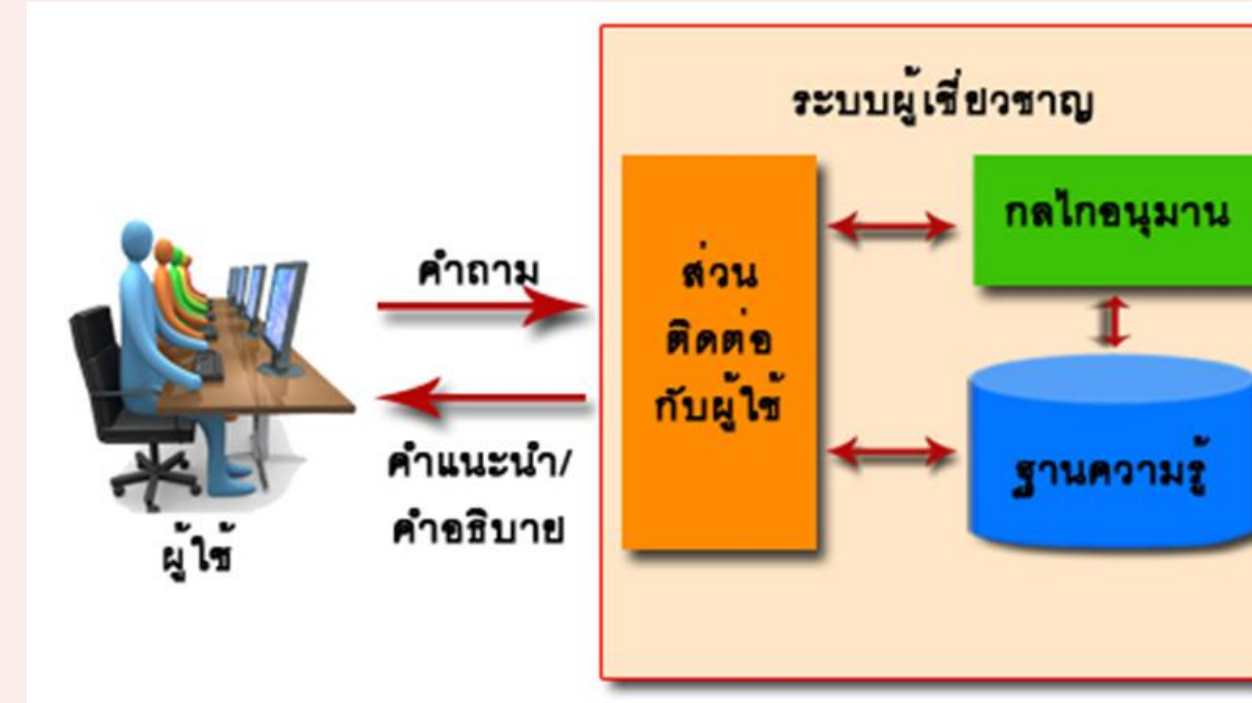 ระบบผู้เชี่ยวชาญ
กลไกอนุมาน
คำถาม
ส่วน
ติดต่อ
กับผู้ใช้
ฐานความรู้
คำแนะนำ/
คำอธิบาย
ผู้ใช้